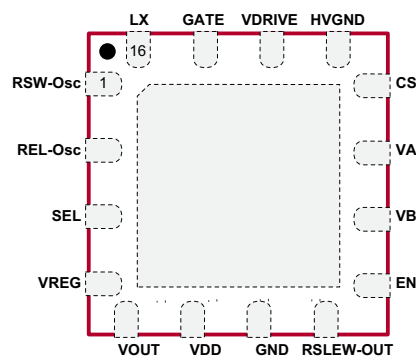 LX GATE VDRIVE HVGND
16
RSW-Osc 1 CS
REL-Osc VA
SEL VB
VREG EN
VOUT VDD GND RSLEW-OUT